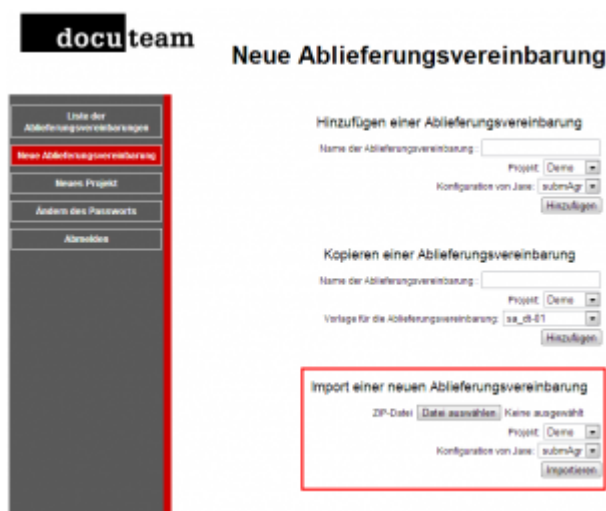 docuteam
Neue Ablieferungsvereinbarung
Liste der
Ablieferungsvereinbarungen
Neue Ablieferungsvereinbarung
Neues Projekt
Ändern des Passworts
Abmelden
Hinzufügen einer Ablieferungsvereinbarung
Name der Ablieferungsvereinbarung :
Projekt: Demo
Konfiguration von Jane: submAgr
Hinzufügen
Kopieren einer Ablieferungsvereinbarung
Name der Ablieferungsvereinbarung :
Projekt: Demo
Vorlage für die Ablieferungsvereinbarung: sa_dt-01
Hinzufügen
Import einer neuen Ablieferungsvereinbarung
ZIP-Datei Datei auswählen Keine ausgewählt
Projekt: Demo
Konfiguration von Jane: submAgr
Importieren